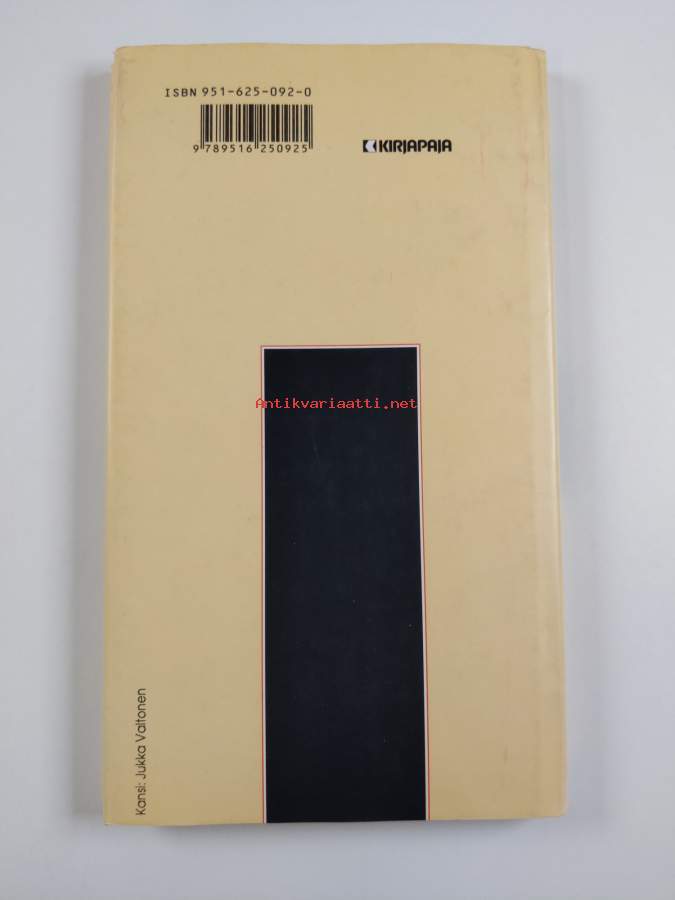 ISBN 951-625-092-0
9 789516 250925
KIRJAPAJA
Antikvariaatti.net
Kansi: Jukka Valtonen